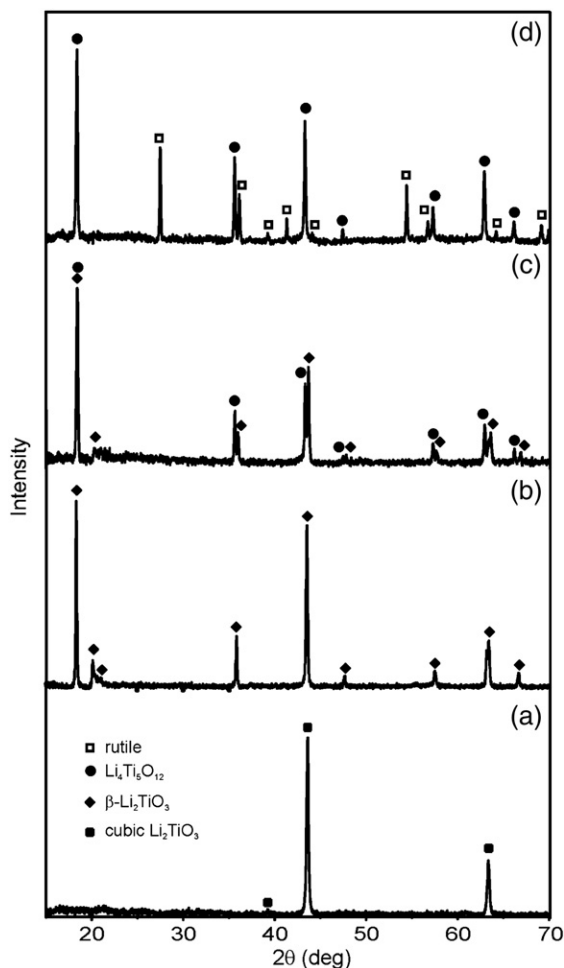 (d)
(c)
(b)
(a)
Intensity
rutile
Li₄Ti₅O₁₂
β-Li₂TiO₃
cubic Li₂TiO₃
20 30 40 50 60 70
2θ (deg)